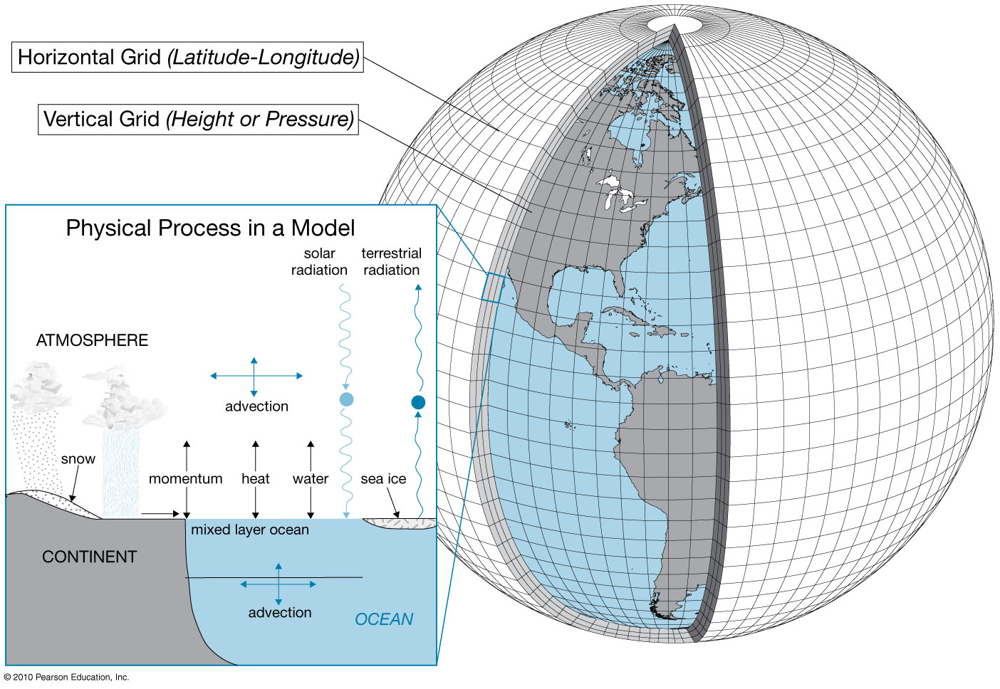 Horizontal Grid (Latitude-Longitude)
Vertical Grid (Height or Pressure)
Physical Process in a Model
solar
radiation
terrestrial
radiation
ATMOSPHERE
advection
snow
momentum
heat
water
sea ice
mixed layer ocean
CONTINENT
advection
OCEAN
© 2010 Pearson Education, Inc.